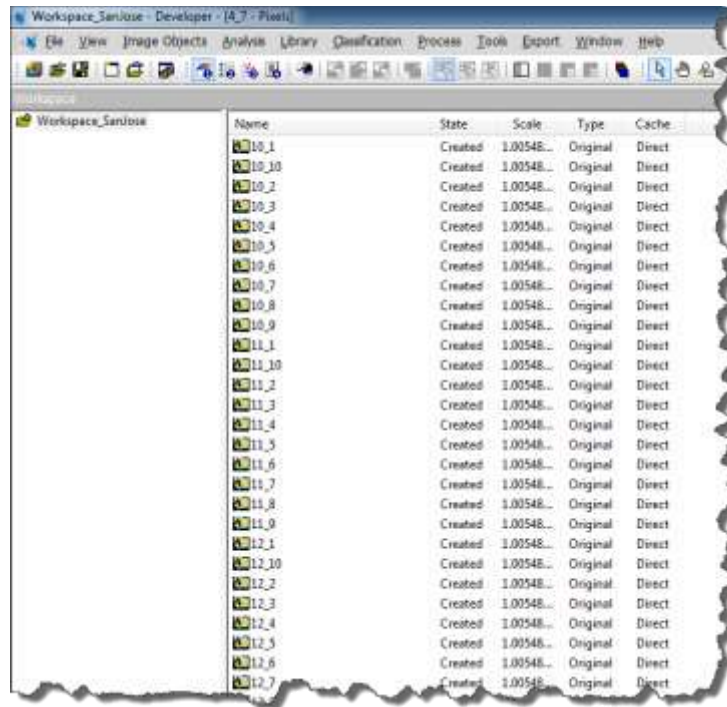 Workspace_SanJose - Developer - [4_7 - Pixels]
File View Image Objects Analysis Library Classification Process Tools Export Window Help
Workspace
Workspace_SanJose
Name State Scale Type Cache
10_1 Created 1.00548... Original Direct
10_10 Created 1.00548... Original Direct
10_2 Created 1.00548... Original Direct
10_3 Created 1.00548... Original Direct
10_4 Created 1.00548... Original Direct
10_5 Created 1.00548... Original Direct
10_6 Created 1.00548... Original Direct
10_7 Created 1.00548... Original Direct
10_8 Created 1.00548... Original Direct
10_9 Created 1.00548... Original Direct
11_1 Created 1.00548... Original Direct
11_10 Created 1.00548... Original Direct
11_2 Created 1.00548... Original Direct
11_3 Created 1.00548... Original Direct
11_4 Created 1.00548... Original Direct
11_5 Created 1.00548... Original Direct
11_6 Created 1.00548... Original Direct
11_7 Created 1.00548... Original Direct
11_8 Created 1.00548... Original Direct
11_9 Created 1.00548... Original Direct
12_1 Created 1.00548... Original Direct
12_10 Created 1.00548... Original Direct
12_2 Created 1.00548... Original Direct
12_3 Created 1.00548... Original Direct
12_4 Created 1.00548... Original Direct
12_5 Created 1.00548... Original Direct
12_6 Created 1.00548... Original Direct
12_7 Created 1.00548... Original Direct